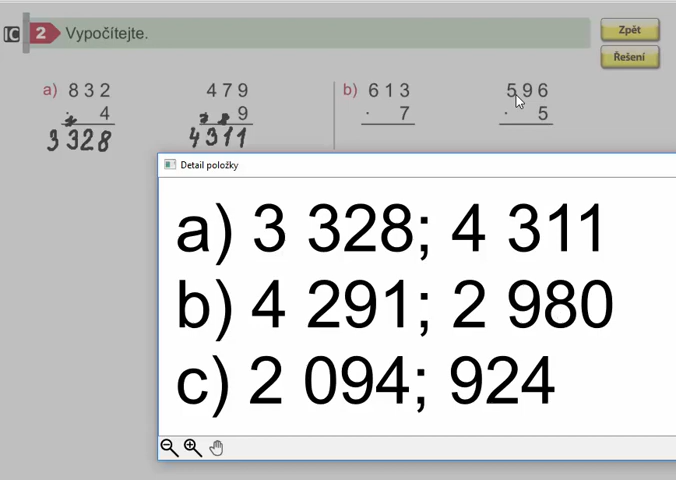 2 Vypočítejte.
Zpět
Řešení
a) 832 479 b) 613 596
· 4 · 9 · 7 · 5
3328 4311
Detail položky
a) 3 328; 4 311
b) 4 291; 2 980
c) 2 094; 924